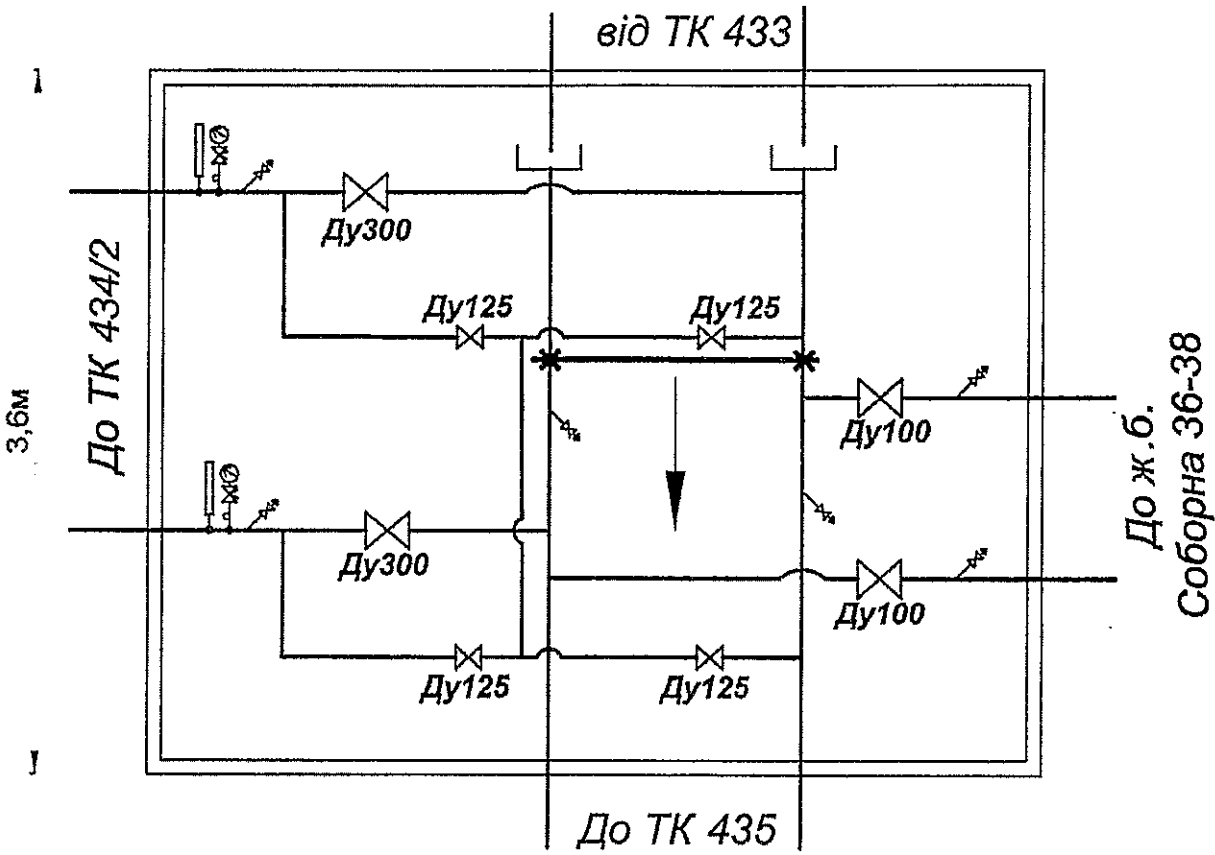 від ТК 433
Ду300
До ТК 434/2
Ду125
Ду125
3,6м
Ду100
До ж.б.
Соборна 36-38
Ду300
Ду100
Ду125
Ду125
До ТК 435